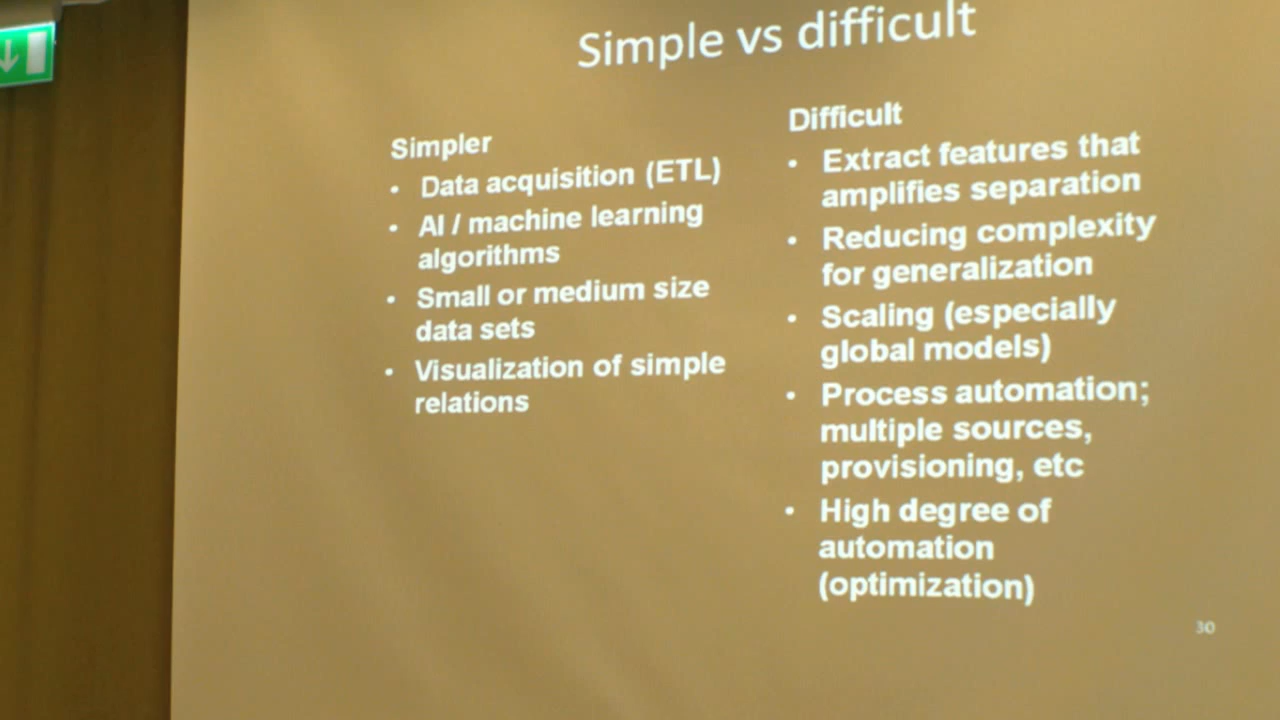 Simple vs difficult
Simpler
• Data acquisition (ETL)
• AI / machine learning
algorithms
• Small or medium size
data sets
• Visualization of simple
relations
Difficult
• Extract features that
amplifies separation
• Reducing complexity
for generalization
• Scaling (especially
global models)
• Process automation;
multiple sources,
provisioning, etc
• High degree of
automation
(optimization)
30